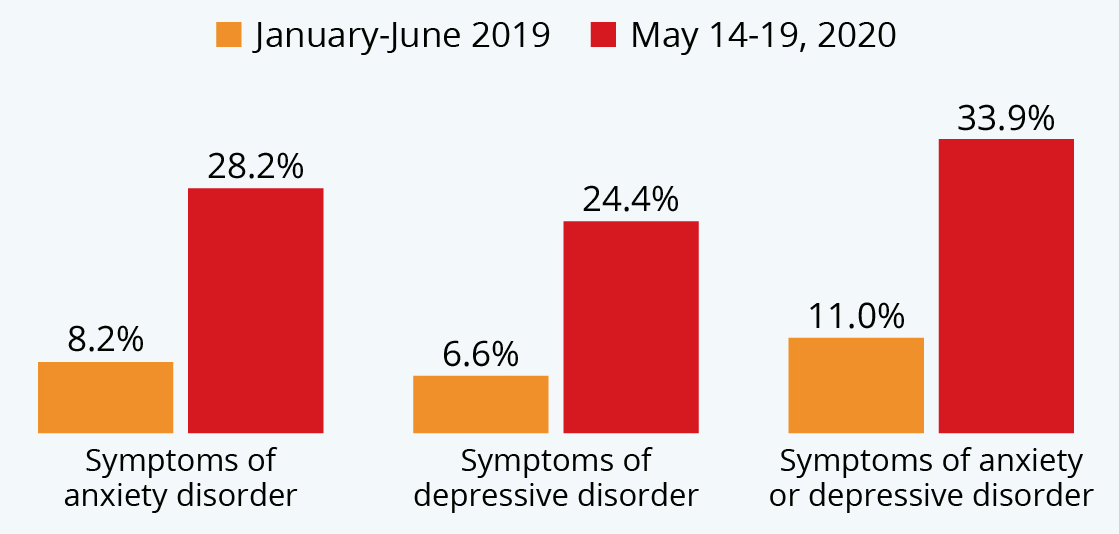 January-June 2019
May 14-19, 2020
8.2%
28.2%
6.6%
24.4%
11.0%
33.9%
Symptoms of
anxiety disorder
Symptoms of
depressive disorder
Symptoms of anxiety
or depressive disorder